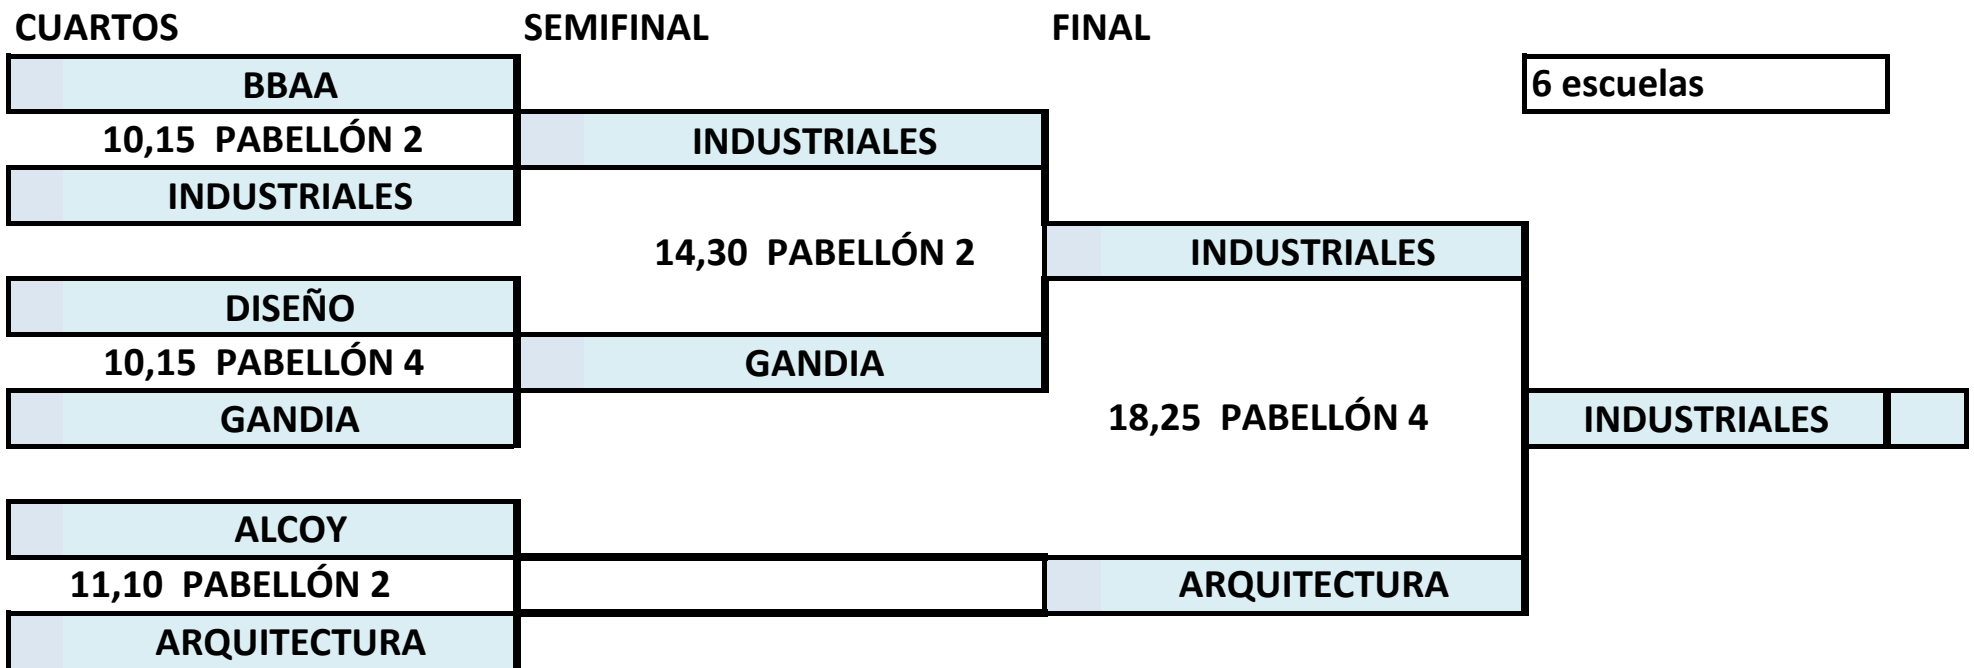 CUARTOS SEMIFINAL FINAL
BBAA 6 escuelas
10,15 PABELLÓN 2 INDUSTRIALES
INDUSTRIALES
14,30 PABELLÓN 2 INDUSTRIALES
DISEÑO
10,15 PABELLÓN 4 GANDIA
GANDIA 18,25 PABELLÓN 4 INDUSTRIALES
ALCOY
11,10 PABELLÓN 2 ARQUITECTURA
ARQUITECTURA